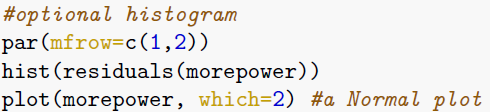 #optional histogram
par(mfrow=c(1,2))
hist(residuals(morepower))
plot(morepower, which=2) #a Normal plot